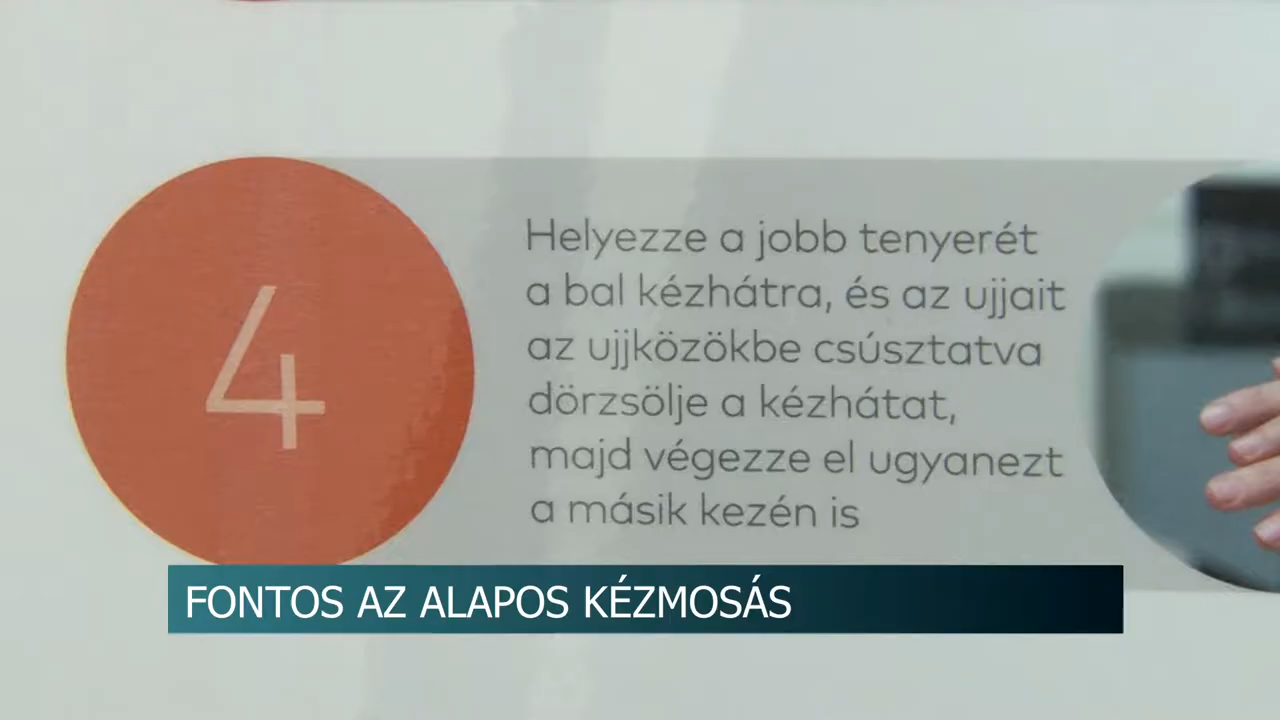 4
Helyezze a jobb tenyerét
a bal kézhátra, és az ujjait
az ujjközökbe csúsztatva
dörzsölje a kézhátat,
majd végezze el ugyanezt
a másik kezén is
FONTOS AZ ALAPOS KÉZMOSÁS